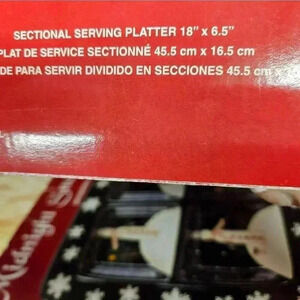 SECTIONAL SERVING PLATTER 18" x 6.5"
PLAT DE SERVICE SECTIONNÉ 45.5 cm x 16.5 cm
DE PARA SERVIR DIVIDIDO EN SECCIONES 45.5 cm x
Midnight